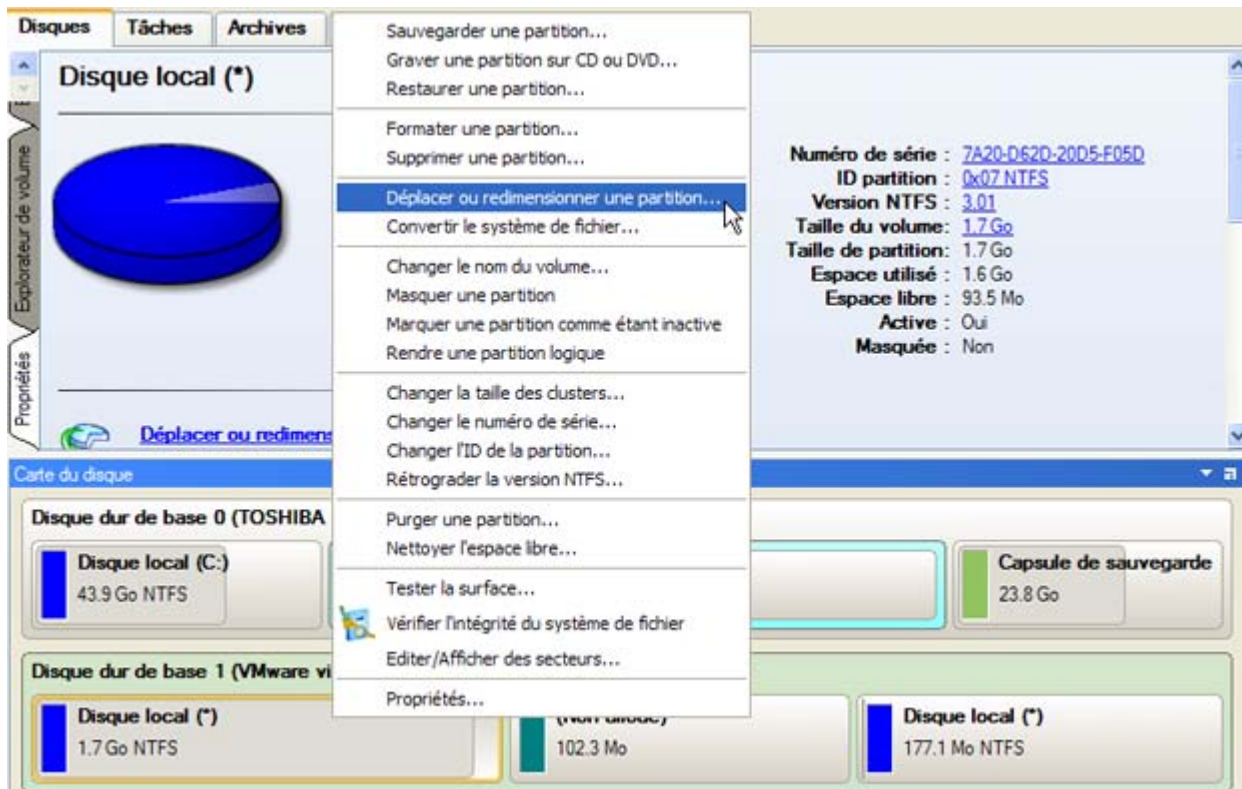 Disques
Tâches
Archives
Explorateur de volume
Propriétés
Disque local (*)
Déplacer ou redimens
Sauvegarder une partition...
Graver une partition sur CD ou DVD...
Restaurer une partition...
Formater une partition...
Supprimer une partition...
Déplacer ou redimensionner une partition...
Convertir le système de fichier...
Changer le nom du volume...
Masquer une partition
Marquer une partition comme étant inactive
Rendre une partition logique
Changer la taille des clusters...
Changer le numéro de série...
Changer l'ID de la partition...
Rétrograder la version NTFS...
Purger une partition...
Nettoyer l'espace libre...
Tester la surface...
Vérifier l'intégrité du système de fichier
Editer/Afficher des secteurs...
Propriétés...
Numéro de série : 7A20-D62D-20D5-F05D
ID partition : 0x07 NTFS
Version NTFS : 3.01
Taille du volume: 1.7 Go
Taille de partition: 1.7 Go
Espace utilisé : 1.6 Go
Espace libre : 93.5 Mo
Active : Oui
Masquée : Non
Carte du disque
Disque dur de base 0 (TOSHIBA
Disque local (C:)
43.9 Go NTFS
Capsule de sauvegarde
23.8 Go
Disque dur de base 1 (VMware vi
Disque local (*)
1.7 Go NTFS
(Non alloué)
102.3 Mo
Disque local (*)
177.1 Mo NTFS